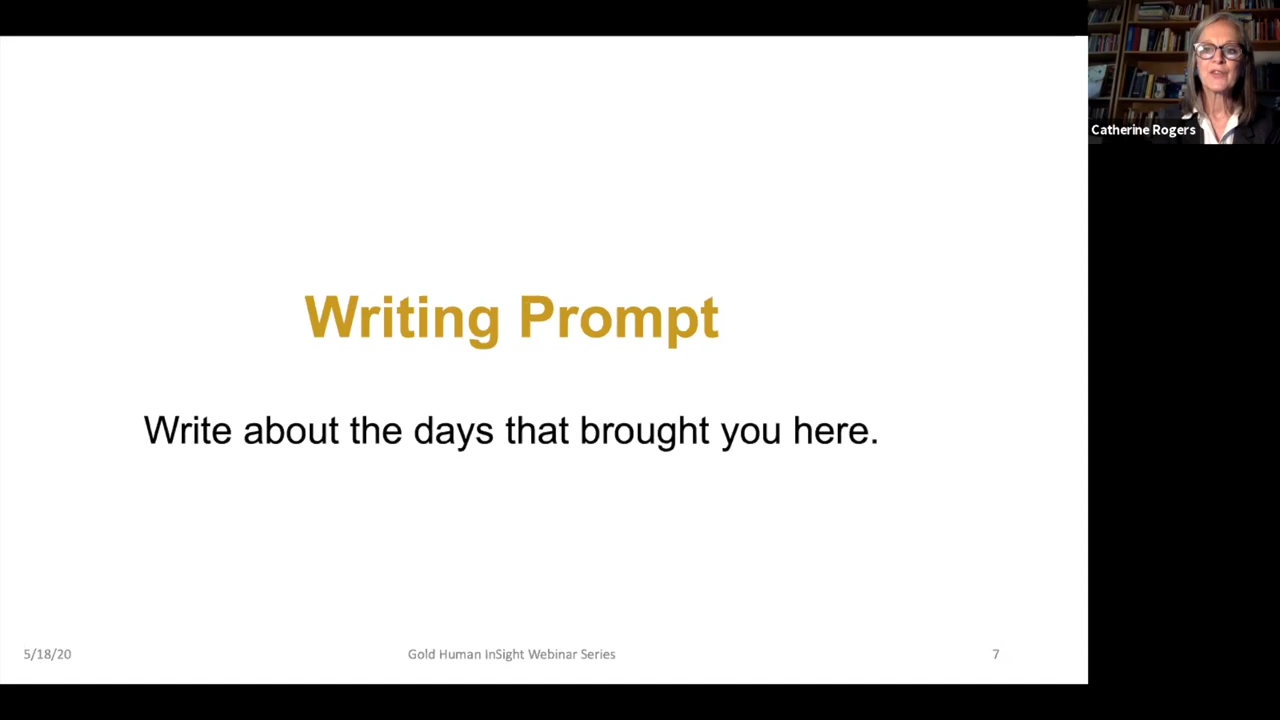 Catherine Rogers
Writing Prompt
Write about the days that brought you here.
5/18/20
Gold Human InSight Webinar Series
7